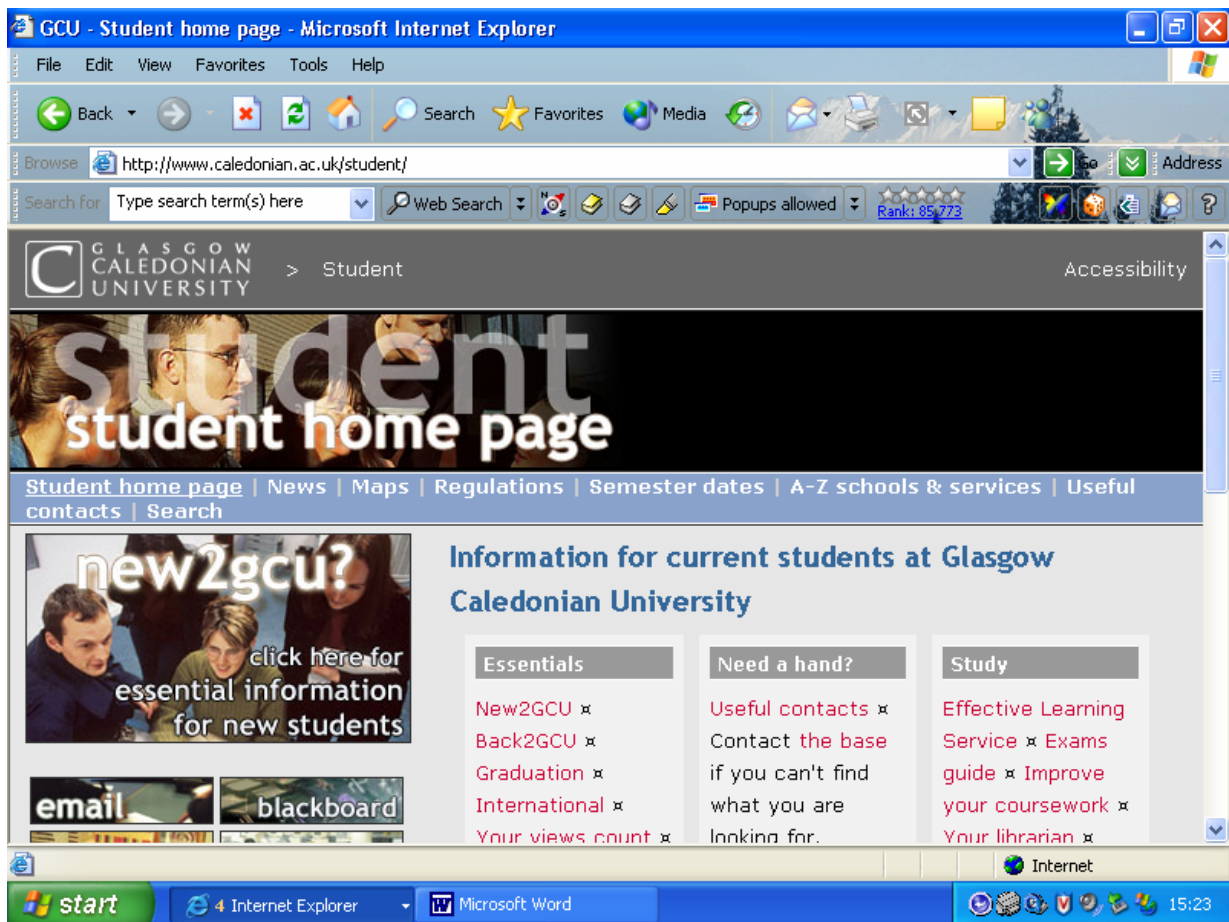 GCU - Student home page - Microsoft Internet Explorer
File Edit View Favorites Tools Help
Back Search Favorites Media
Browse http://www.caledonian.ac.uk/student/ Go Address
Search for Type search term(s) here Web Search Popups allowed Rank: 85,773
GLASGOW
CALEDONIAN
UNIVERSITY
> Student
Accessibility
student
student home page
Student home page | News | Maps | Regulations | Semester dates | A-Z schools & services | Useful
contacts | Search
new2gcu?
click here for
essential information
for new students
email
blackboard
Information for current students at Glasgow
Caledonian University
Essentials
New2GCU ¤
Back2GCU ¤
Graduation ¤
International ¤
Your views count ¤
Need a hand?
Useful contacts ¤
Contact the base
if you can't find
what you are
looking for.
Study
Effective Learning
Service ¤ Exams
guide ¤ Improve
your coursework ¤
Your librarian ¤
Internet
start 4 Internet Explorer Microsoft Word 15:23